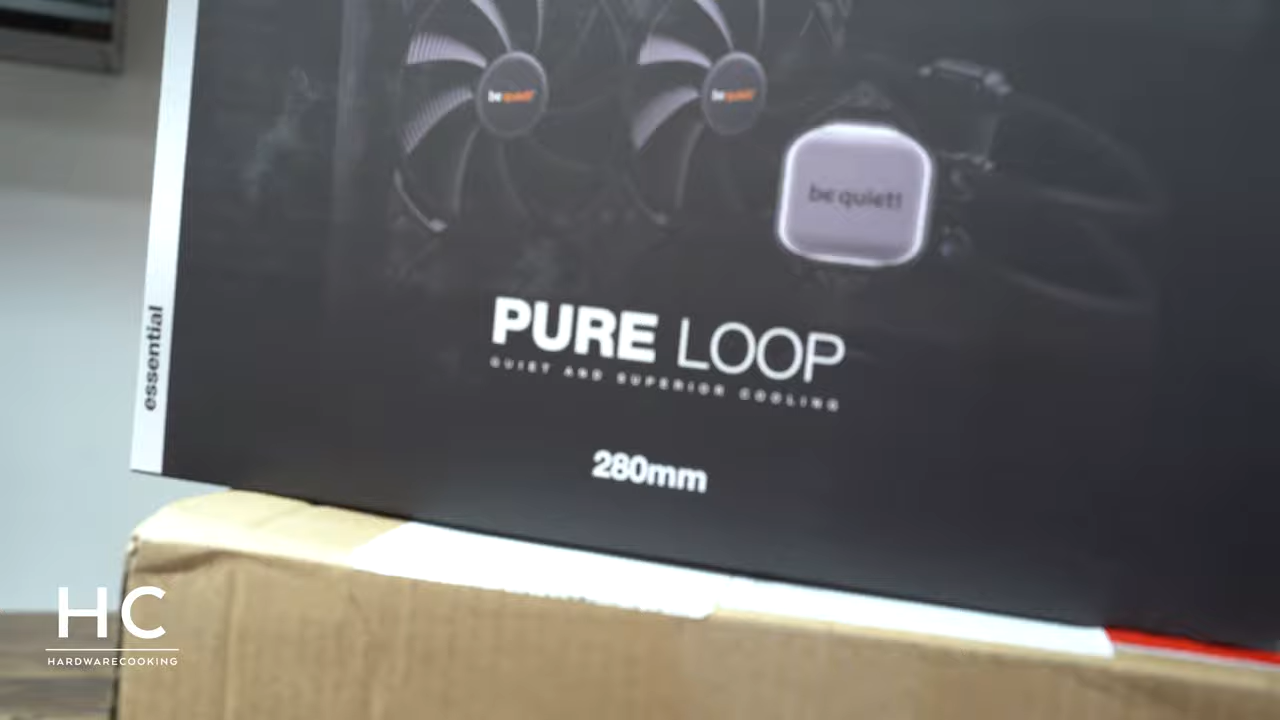 be quiet!
be quiet!
be quiet!
PURE LOOP
QUIET AND SUPERIOR COOLING
280mm
essential
HC
HARDWARECOOKING